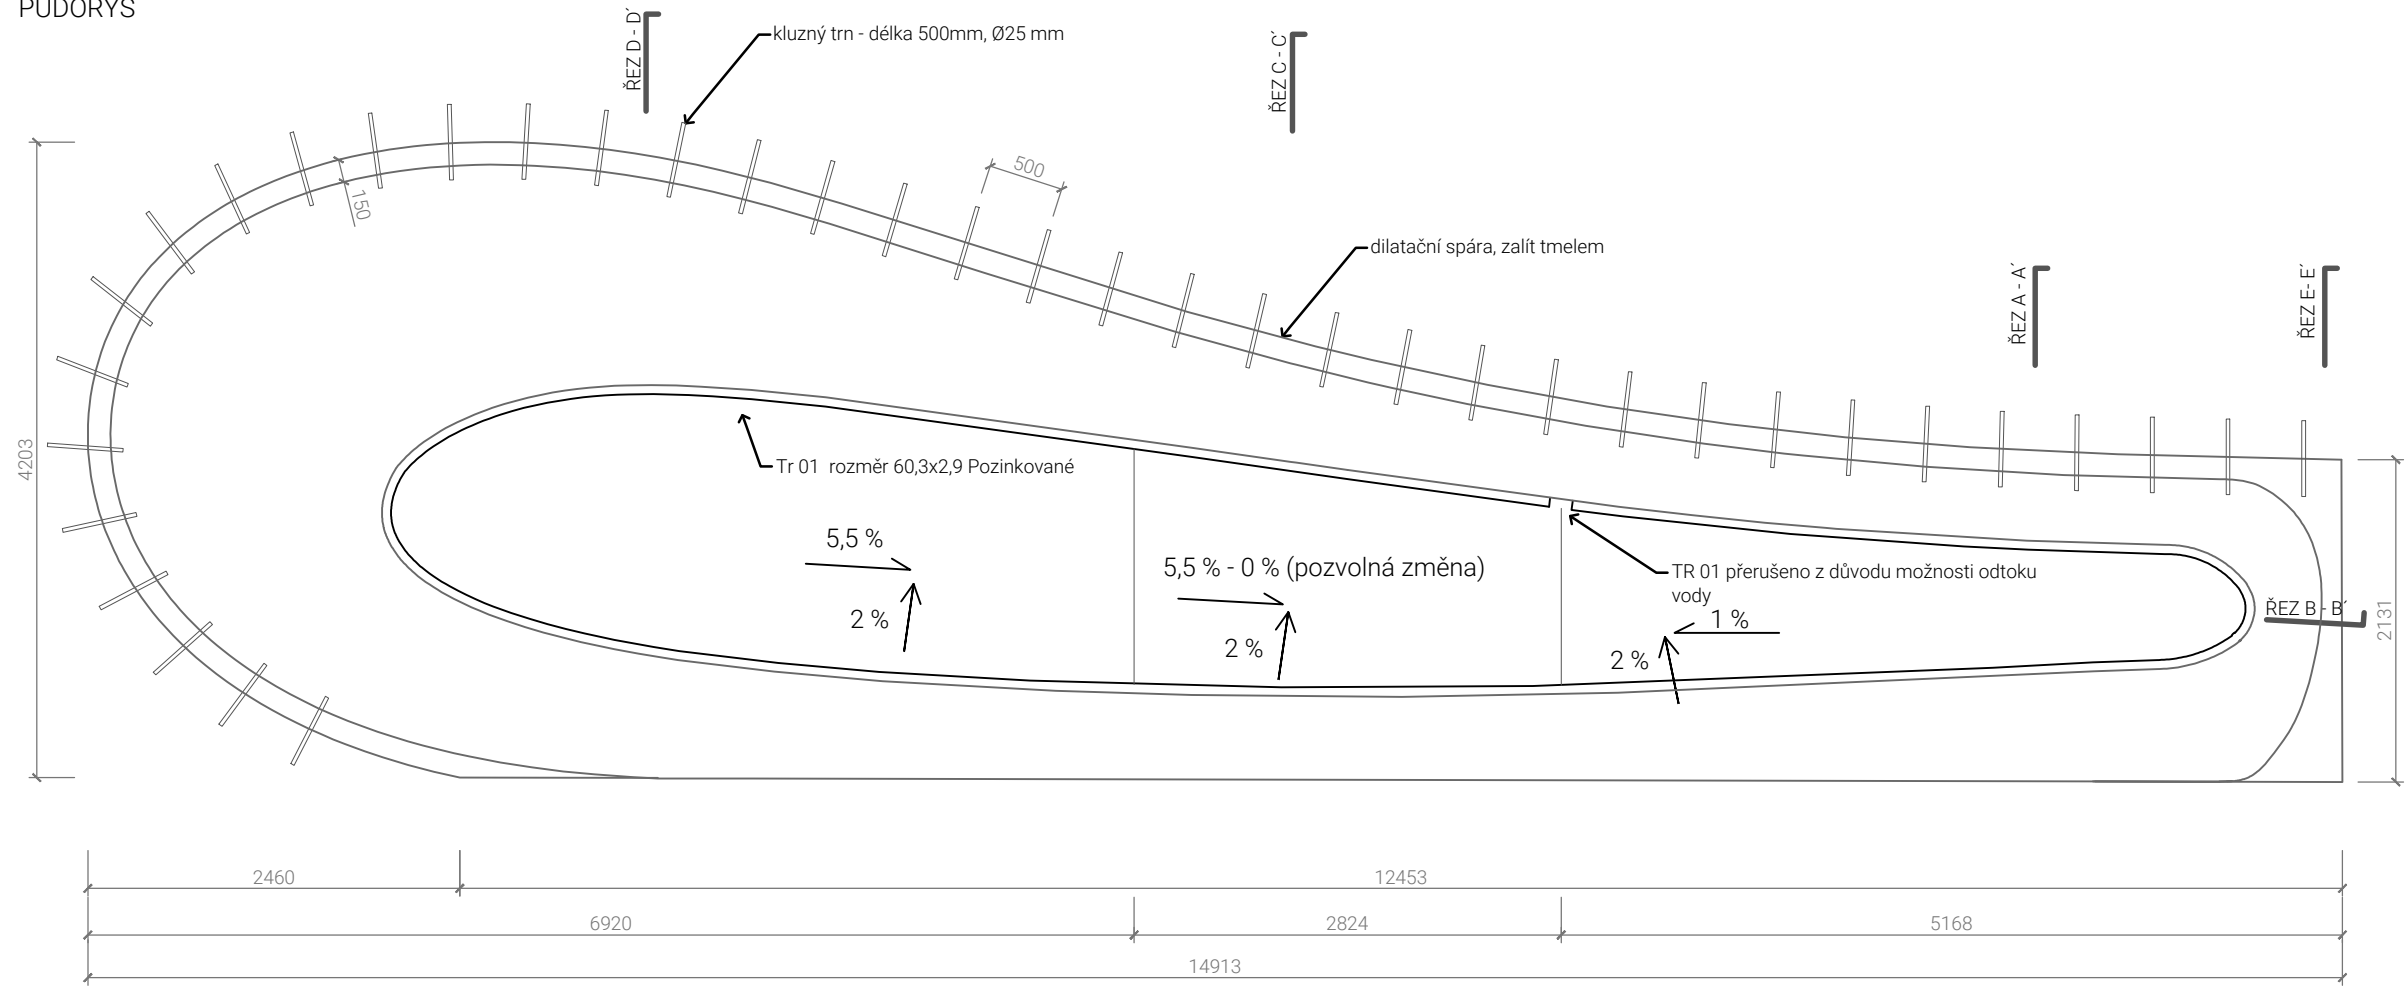 PŮDORYS
ŘEZ D - D´
kluzný trn - délka 500mm, Ø25 mm
ŘEZ C - C´
500
150
dilatační spára, zalít tmelem
ŘEZ A - A´
ŘEZ E- E´
4203
Tr 01  rozměr 60,3x2,9 Pozinkované
5,5 %
2 %
5,5 % - 0 % (pozvolná změna)
2 %
TR 01 přerušeno z důvodu možnosti odtoku
vody
1 %
2 %
ŘEZ B - B´
2131
2460
12453
6920
2824
5168
14913